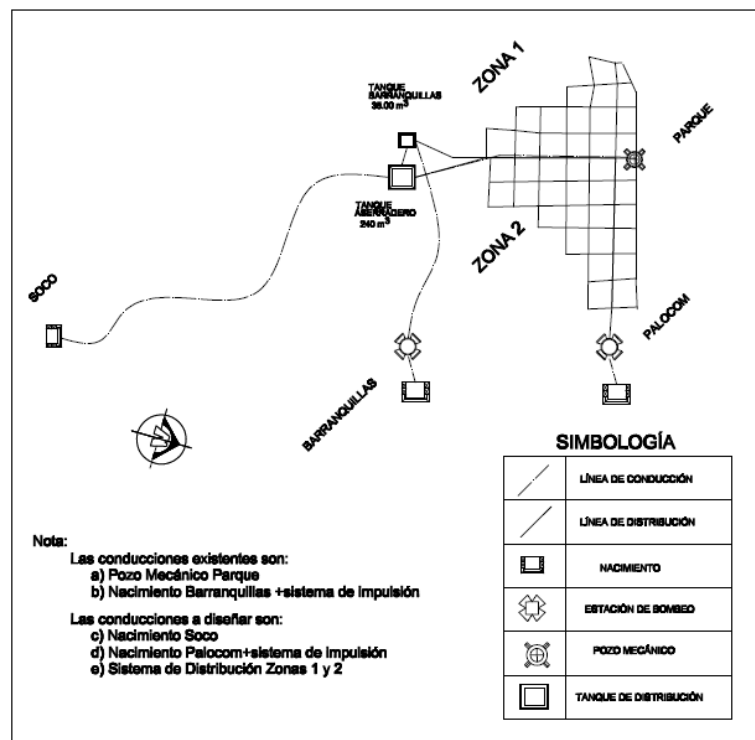 ZONA 1
TANQUE
BARRANQUILLAS
36.00 m3
PARQUE
TANQUE
ASERRADERO
240 m3
ZONA 2
SOCO
PALOCOM
BARRANQUILLAS
SIMBOLOGÍA
LÍNEA DE CONDUCCIÓN
LÍNEA DE DISTRIBUCIÓN
NACIMIENTO
ESTACIÓN DE BOMBEO
POZO MECÁNICO
TANQUE DE DISTRIBUCIÓN
Nota:
Las conducciones existentes son:
a) Pozo Mecánico Parque
b) Nacimiento Barranquillas +sistema de impulsión
Las conducciones a diseñar son:
c) Nacimiento Soco
d) Nacimiento Palocom+sistema de impulsión
e) Sistema de Distribución Zonas 1 y 2